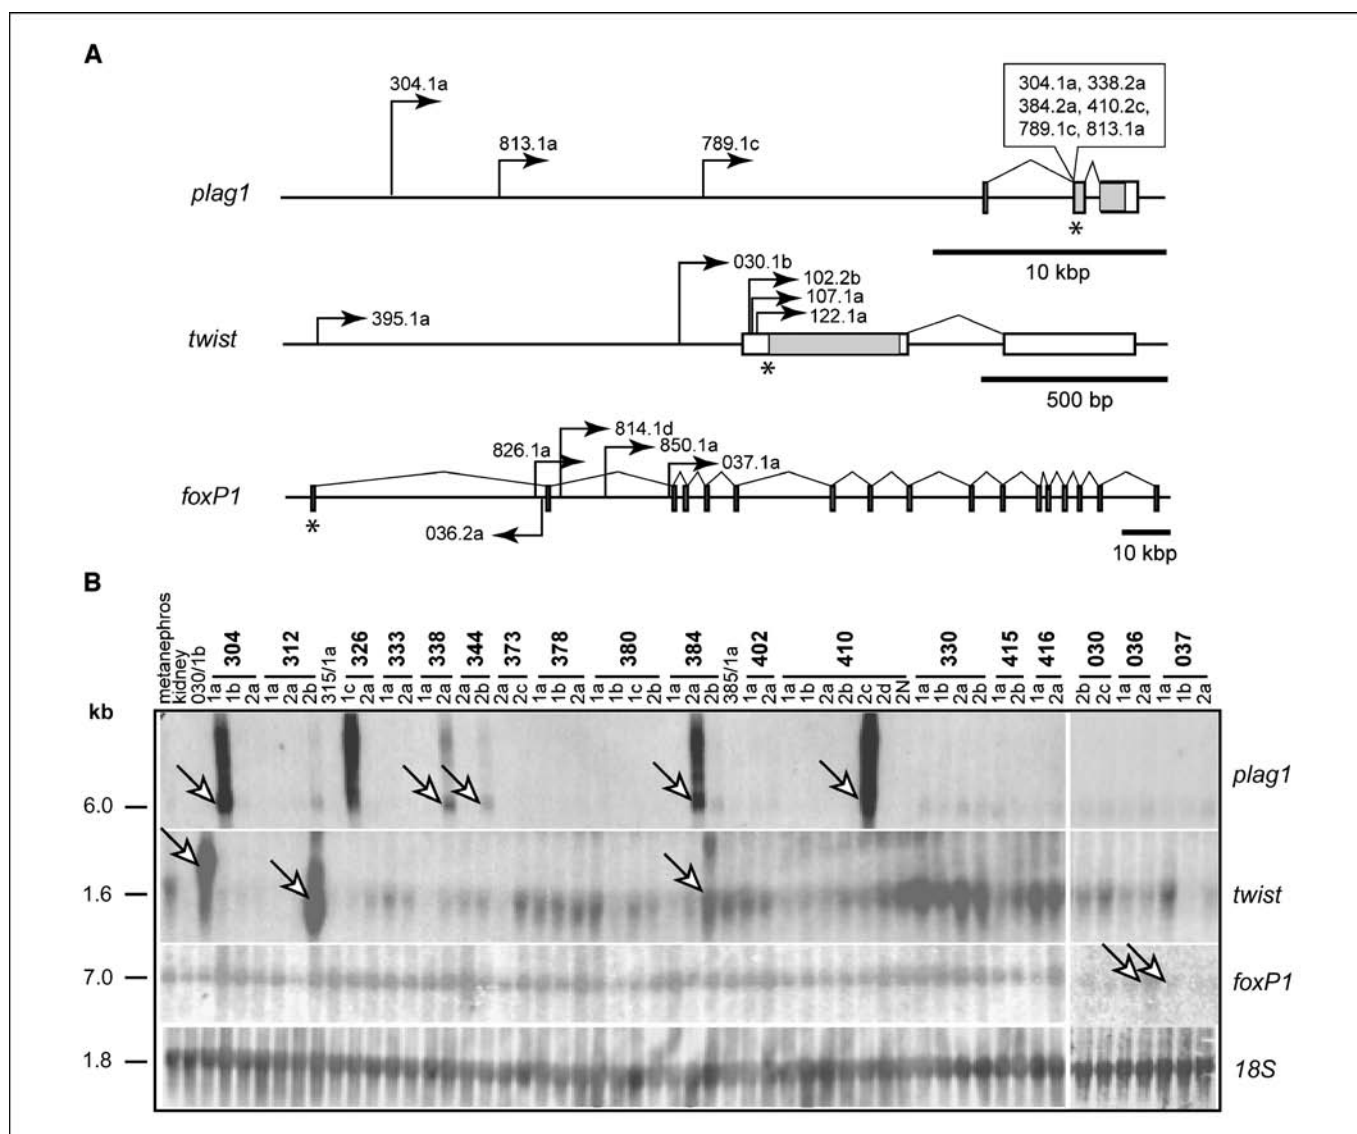 A
304.1a
813.1a
789.1c
304.1a, 338.2a
384.2a, 410.2c,
789.1c, 813.1a
plag1
*
10 kbp
030.1b
102.2b
107.1a
122.1a
395.1a
twist
*
500 bp
814.1d
826.1a
850.1a
037.1a
foxP1
*
036.2a
10 kbp
B
metanephros
kidney
030/1b
304
312
315/1a
326
333
338
344
373
378
380
384
385/1a
402
410
330
415
416
030
036
037
1a
1b
2a
1a
2a
2b
1c
2a
1a
2a
1a
2a
2a
2b
2a
2c
1a
1b
2a
1a
1b
1c
2b
1a
2a
2b
1a
2a
1a
1b
2a
2b
2c
2d
2N
1a
1b
2a
2b
1a
2b
1a
2a
2b
2c
1a
2a
1a
1b
2a
kb
plag1
6.0
1.6
twist
7.0
foxP1
1.8
18S